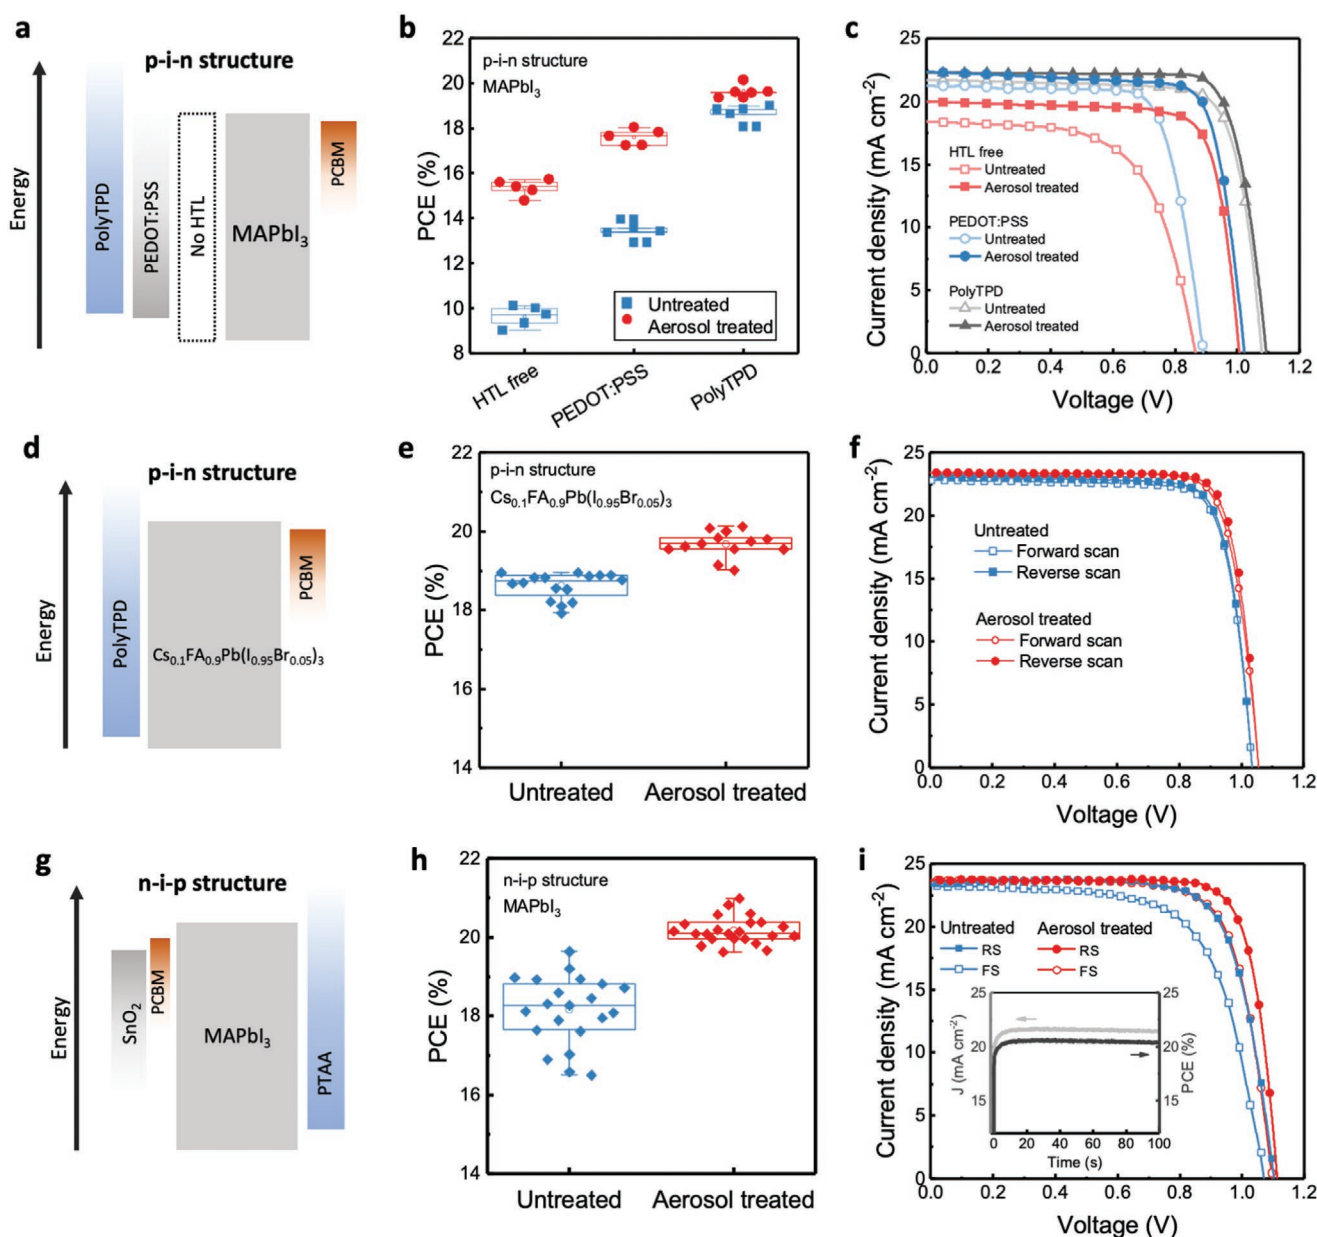 a
p-i-n structure
Energy
PolyTPD
PEDOT:PSS
No HTL
MAPbI3
PCBM
b
p-i-n structure
MAPbI3
PCE (%)
22
20
18
16
14
12
10
8
Untreated
Aerosol treated
HTL free
PEDOT:PSS
PolyTPD
c
Current density (mA cm-2)
25
20
15
10
5
0
HTL free
Untreated
Aerosol treated
PEDOT:PSS
Untreated
Aerosol treated
PolyTPD
Untreated
Aerosol treated
0.0 0.2 0.4 0.6 0.8 1.0 1.2
Voltage (V)
d
p-i-n structure
Energy
PolyTPD
Cs0.1FA0.9Pb(I0.95Br0.05)3
PCBM
e
p-i-n structure
Cs0.1FA0.9Pb(I0.95Br0.05)3
PCE (%)
22
20
18
16
14
Untreated Aerosol treated
f
Current density (mA cm-2)
25
20
15
10
5
0
Untreated
Forward scan
Reverse scan
Aerosol treated
Forward scan
Reverse scan
0.0 0.2 0.4 0.6 0.8 1.0 1.2
Voltage (V)
g
n-i-p structure
Energy
SnO2
PCBM
MAPbI3
PTAA
h
n-i-p structure
MAPbI3
PCE (%)
22
20
18
16
14
Untreated Aerosol treated
i
Current density (mA cm-2)
25
20
15
10
5
0
Untreated Aerosol treated
RS RS
FS FS
J (mA cm-2)
25
20
15
25
20
15
PCE (%)
0 20 40 60 80 100
Time (s)
0.0 0.2 0.4 0.6 0.8 1.0 1.2
Voltage (V)